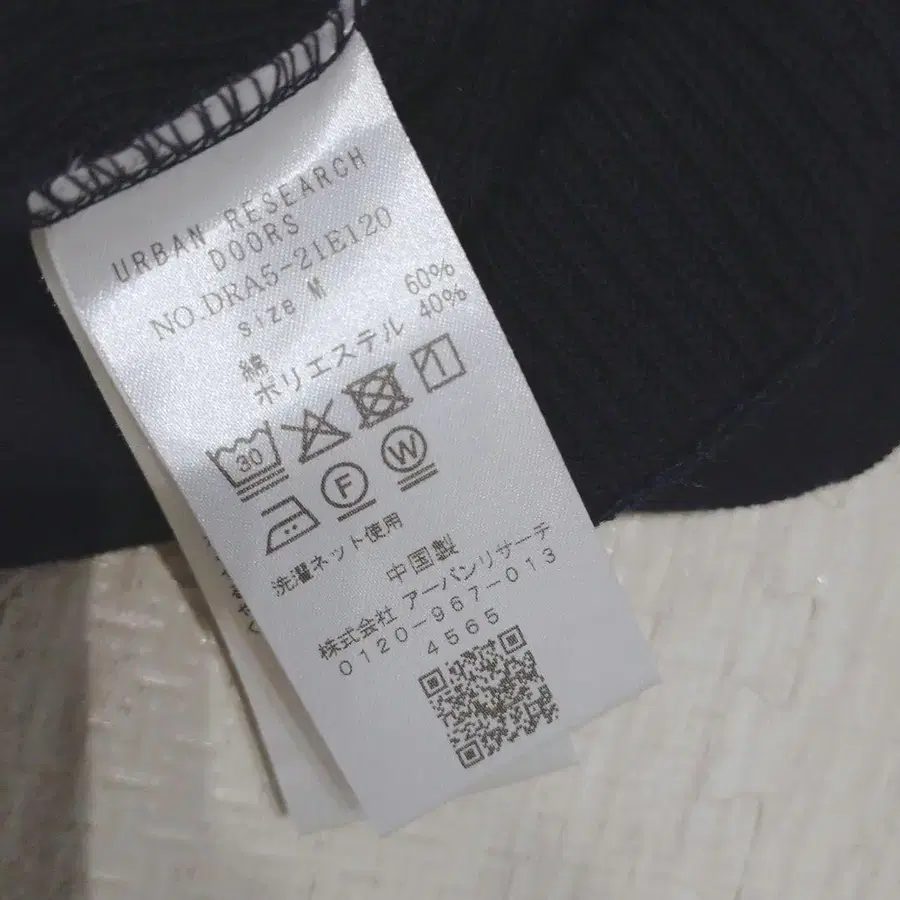 URBAN RESEARCH
DOORS
NO.DRA5-21E120
size M
綿 60%
ポリエステル 40%
30
F W
洗濯ネット使用
中国製
株式会社 アーバンリサーチ
0120-967-013
4565